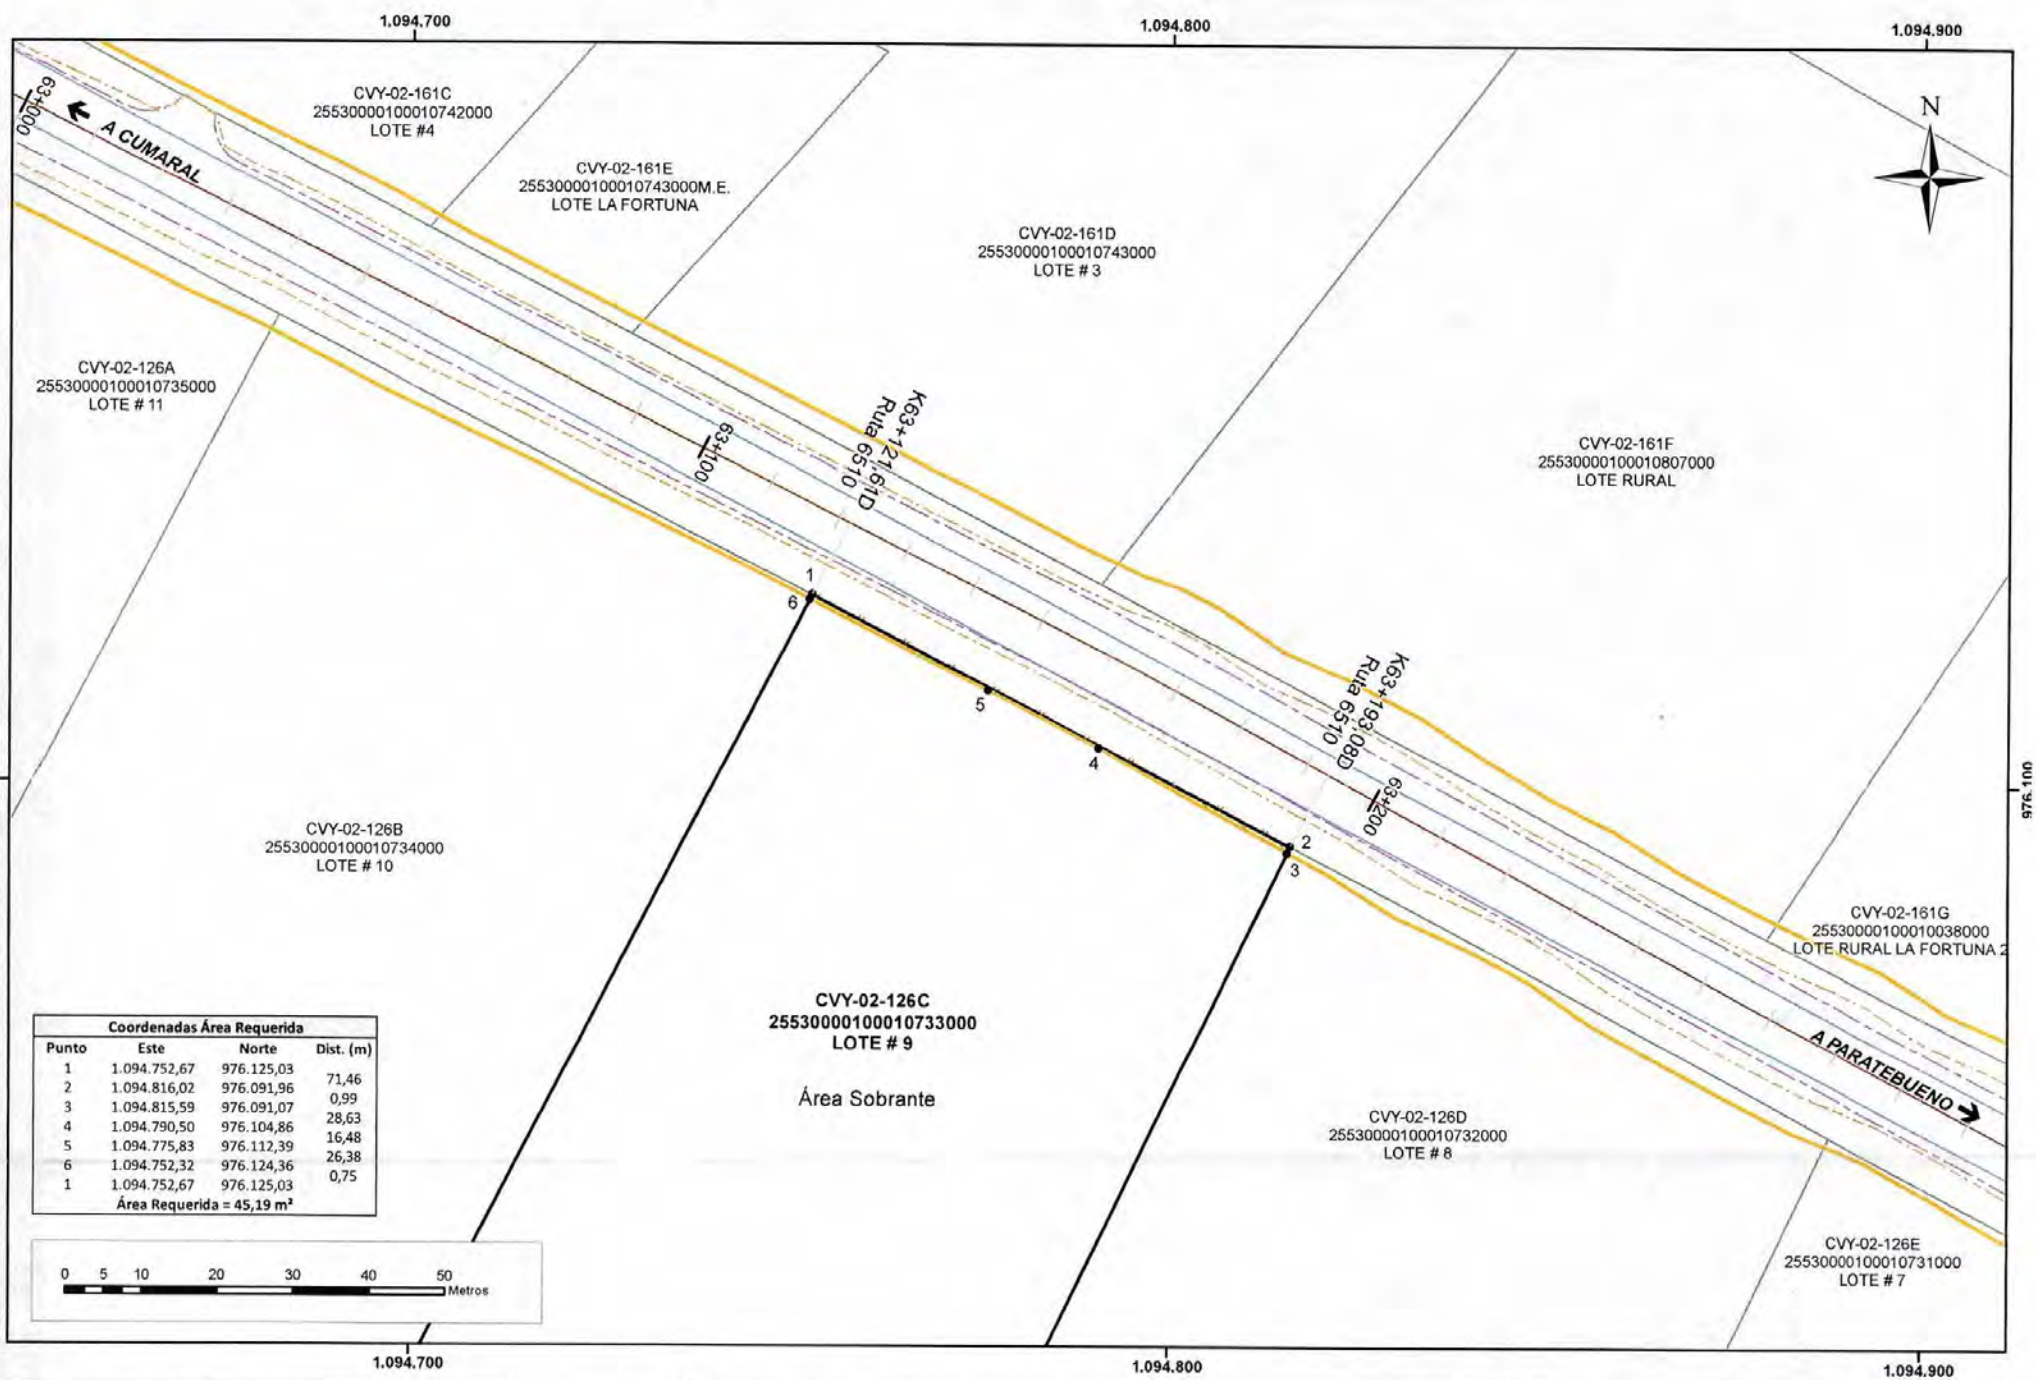 1.094.700
1.094.800
1.094.900
N
63+000
A CUMARAL
CVY-02-161C
25530000100010742000
LOTE #4
CVY-02-161E
25530000100010743000M.E.
LOTE LA FORTUNA
CVY-02-161D
25530000100010743000
LOTE # 3
CVY-02-161F
25530000100010807000
LOTE RURAL
CVY-02-126A
25530000100010735000
LOTE # 11
63+100
K63+121.61D
Ruta 6510
1
6
5
4
2
3
K63+193.08D
Ruta 6510
63+200
976.100
CVY-02-126B
25530000100010734000
LOTE # 10
CVY-02-161G
25530000100010038000
LOTE RURAL LA FORTUNA 2
CVY-02-126C
25530000100010733000
LOTE # 9
Área Sobrante
A PARATEBUENO
CVY-02-126D
25530000100010732000
LOTE # 8
CVY-02-126E
25530000100010731000
LOTE # 7
Coordenadas Área Requerida
Punto Este Norte Dist. (m)
1 1.094.752,67 976.125,03
71,46
2 1.094.816,02 976.091,96
0,99
3 1.094.815,59 976.091,07
28,63
4 1.094.790,50 976.104,86
16,48
5 1.094.775,83 976.112,39
26,38
6 1.094.752,32 976.124,36
0,75
1 1.094.752,67 976.125,03
Área Requerida = 45,19 m²
0 5 10 20 30 40 50
Metros
1.094.700
1.094.800
1.094.900